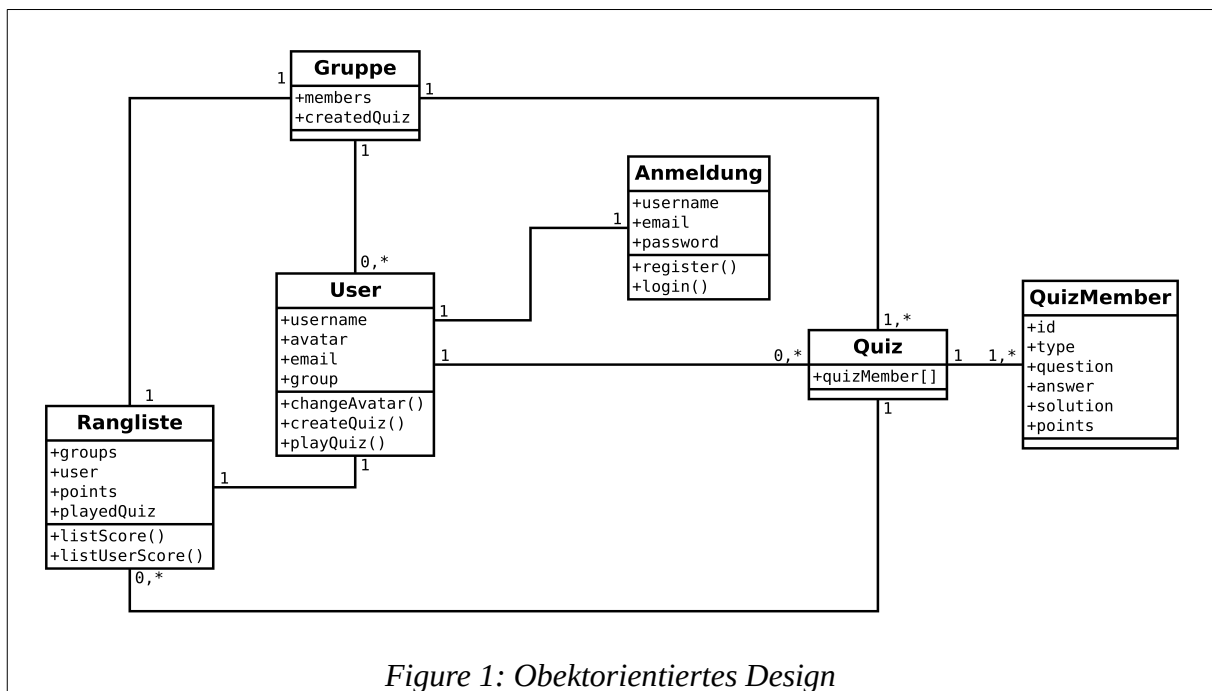 Gruppe
+members
+createdQuiz
1
1
1
0,*
Anmeldung
+username
+email
+password
+register()
+login()
1
User
+username
+avatar
+email
+group
+changeAvatar()
+createQuiz()
+playQuiz()
1
1
1
Quiz
+quizMember[]
1,*
0,*
1
1
QuizMember
+id
+type
+question
+answer
+solution
+points
1,*
Rangliste
+groups
+user
+points
+playedQuiz
+listScore()
+listUserScore()
1
1
0,*
Figure 1: Obektorientiertes Design